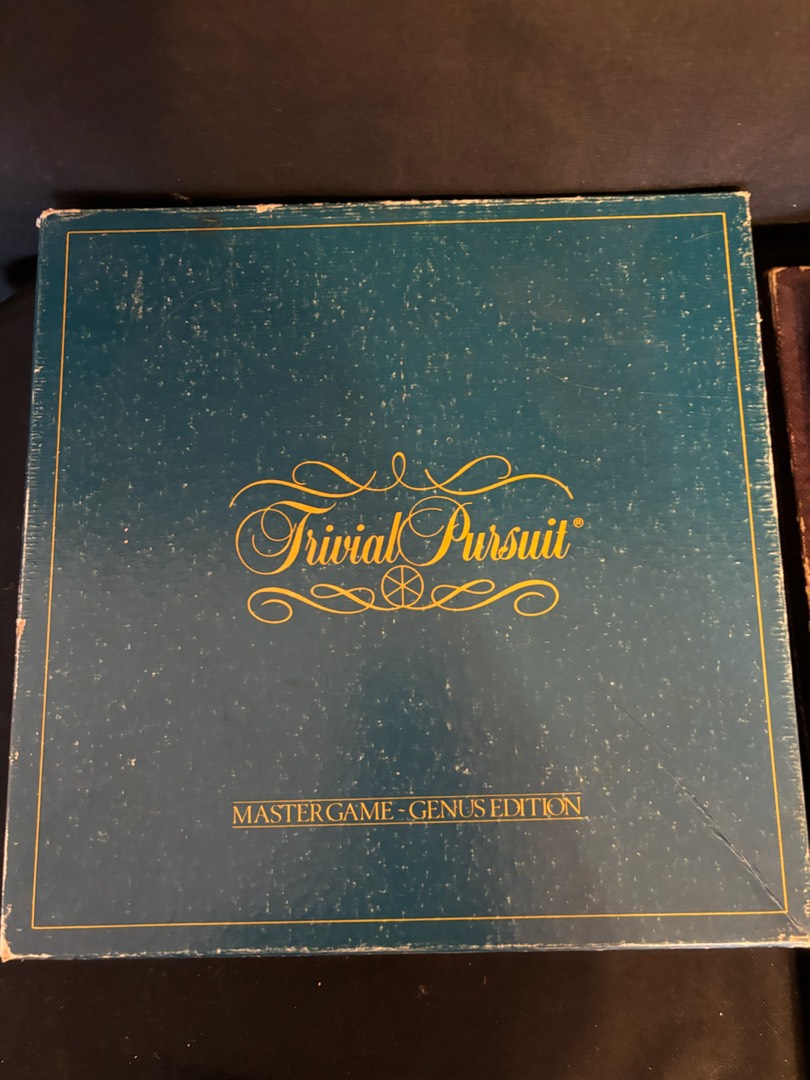 Trivial Pursuit®
MASTER GAME - GENUS EDITION